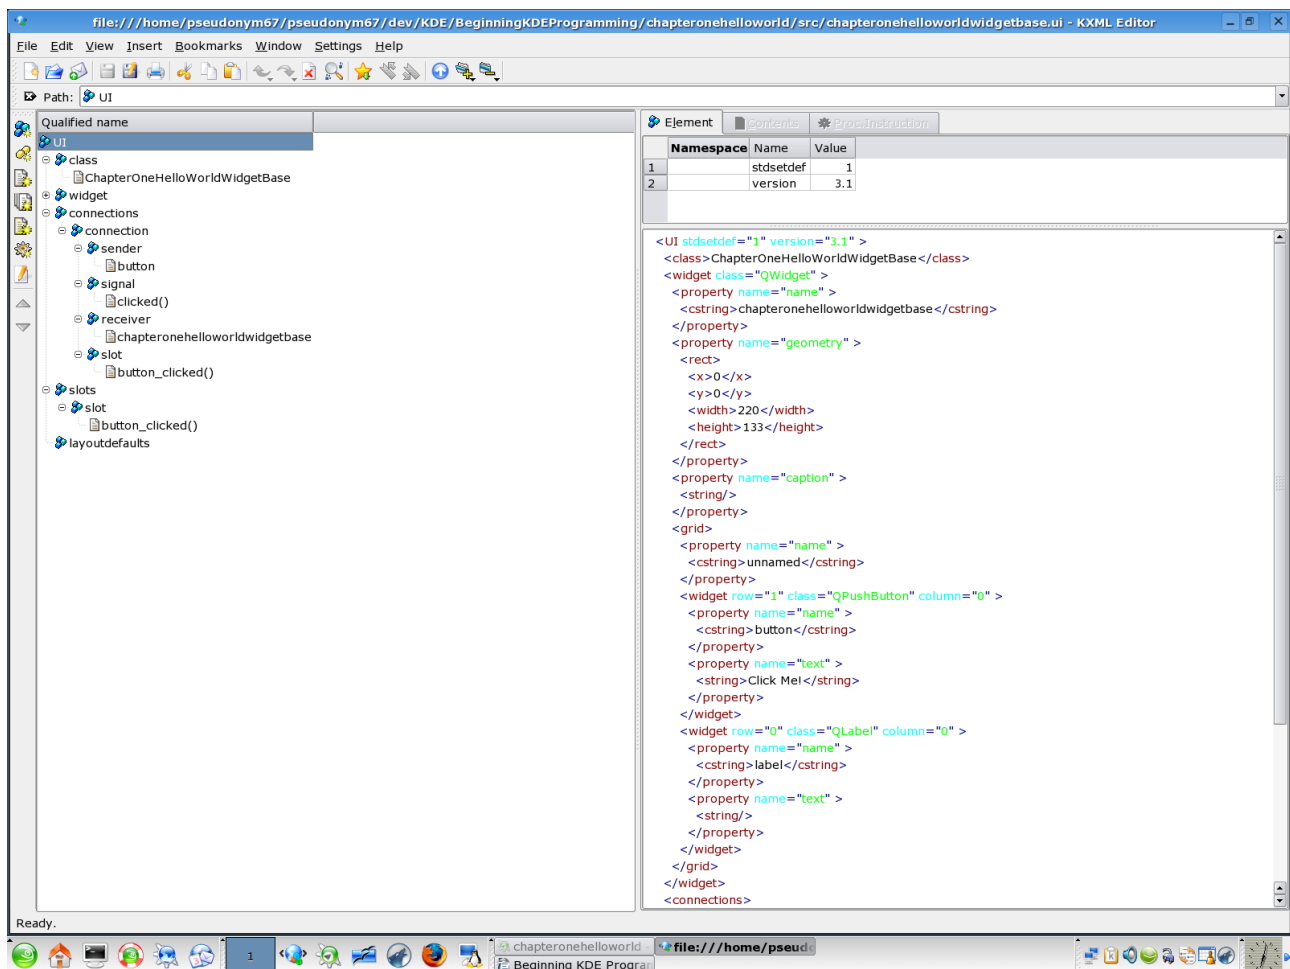 file:///home/pseudonym67/pseudonym67/dev/KDE/BeginningKDEProgramming/chapteronehelloworld/src/chapteronehelloworldwidgetbase.ui - KXML Editor
File Edit View Insert Bookmarks Window Settings Help
Path: UI
Qualified name
UI
class
ChapterOneHelloWorldWidgetBase
widget
connections
connection
sender
button
signal
clicked()
receiver
chapteronehelloworldwidgetbase
slot
button_clicked()
slots
slot
button_clicked()
layoutdefaults
Element Contents Proc.Instruction
Namespace Name Value
1 stdsetdef 1
2 version 3.1
<UI stdsetdef="1" version="3.1" >
<class>ChapterOneHelloWorldWidgetBase</class>
<widget class="QWidget" >
<property name="name" >
<cstring>chapteronehelloworldwidgetbase</cstring>
</property>
<property name="geometry" >
<rect>
<x>0</x>
<y>0</y>
<width>220</width>
<height>133</height>
</rect>
</property>
<property name="caption" >
<string/>
</property>
<grid>
<property name="name" >
<cstring>unnamed</cstring>
</property>
<widget row="1" class="QPushButton" column="0" >
<property name="name" >
<cstring>button</cstring>
</property>
<property name="text" >
<string>Click Me!</string>
</property>
</widget>
<widget row="0" class="QLabel" column="0" >
<property name="name" >
<cstring>label</cstring>
</property>
<property name="text" >
<string/>
</property>
</widget>
</grid>
</widget>
<connections>
Ready.
1
chapteronehelloworld -
file:///home/pseud
Beginning KDE Progran